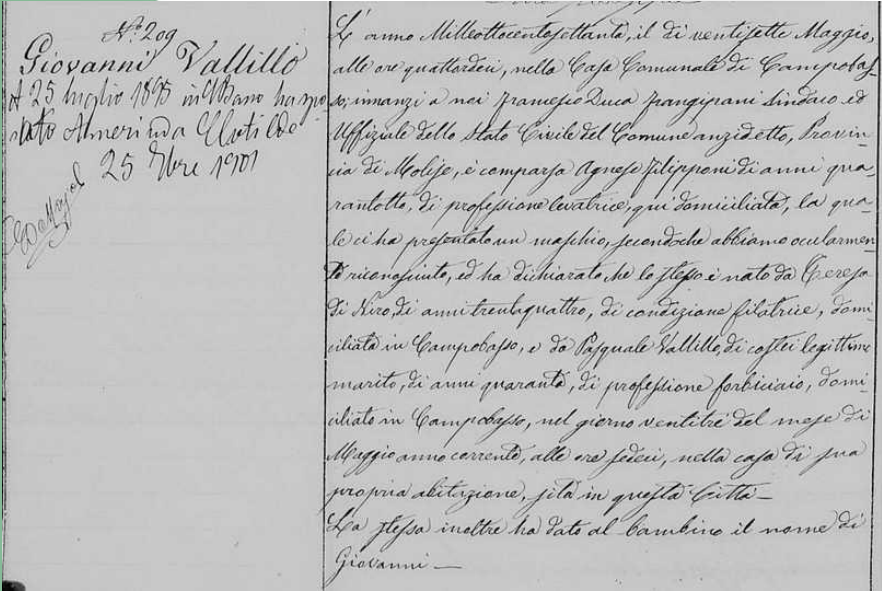 N.º 209
Giovanni Vallillo
A 25 luglio 1895 in Milano ha spo-
sato Amerinda Clotilde
25 9bre 1901
L'anno Milleottocentosettanta, il di ventisette Maggio,
alle ore quattordici, nella Casa Comunale di Campobas-
so, innanzi a noi Francesco Duca Frangipani Sindaco ed
Uffiziale dello Stato Civile del Comune anzidetto, Provin-
cia di Molise, è comparsa Agnese Filipponi di anni qua-
rantotto, di professione levatrice, qui domiciliata, la qua-
le ci ha presentato un maschio, secondoche abbiamo ocularmen-
te riconosciuto, ed ha dichiarato che lo stesso è nato da Teresa
di Niro, di anni trentaquattro, di condizione filatrice, domi-
ciliata in Campobasso, e da Pasquale Vallillo, di costei legittimo
marito, di anni quaranta, di professione forbiciaio, domi-
ciliato in Campobasso, nel giorno ventitrè del mese di
Maggio anno corrente, alle ore sedici, nella casa di sua
propria abitazione, sita in questa Città —
La stessa inoltre ha dato al bambino il nome di
Giovanni —